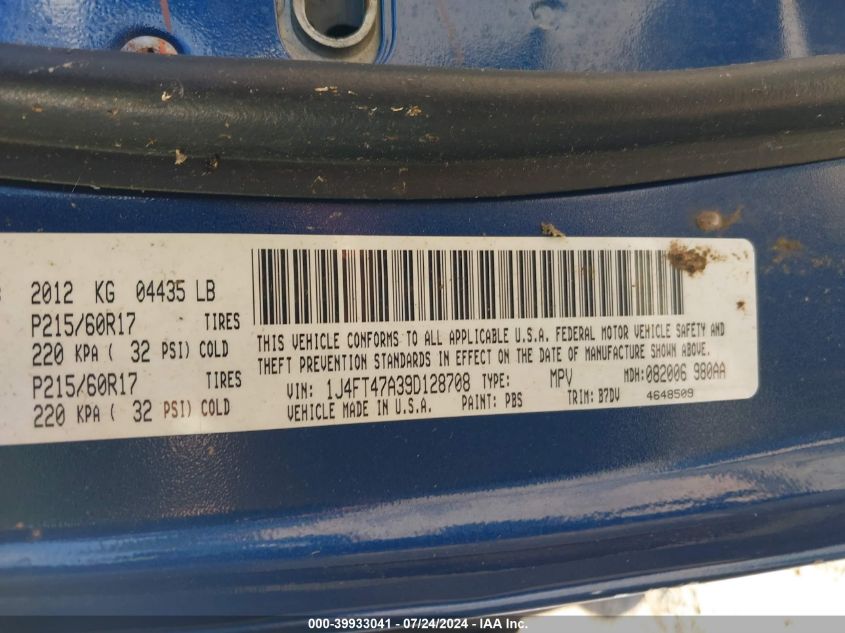 2012 KG 04435 LB
P215/60R17 TIRES
220 KPA ( 32 PSI) COLD
P215/60R17 TIRES
220 KPA ( 32 PSI) COLD
THIS VEHICLE CONFORMS TO ALL APPLICABLE U.S.A. FEDERAL MOTOR VEHICLE SAFETY AND
THEFT PREVENTION STANDARDS IN EFFECT ON THE DATE OF MANUFACTURE SHOWN ABOVE.
VIN: 1J4FT47A39D128708 TYPE: MPV MDH:082006 980AA
VEHICLE MADE IN U.S.A. PAINT: PBS TRIM: B7DV 4648509
000-39933041 - 07/24/2024 - IAA Inc.